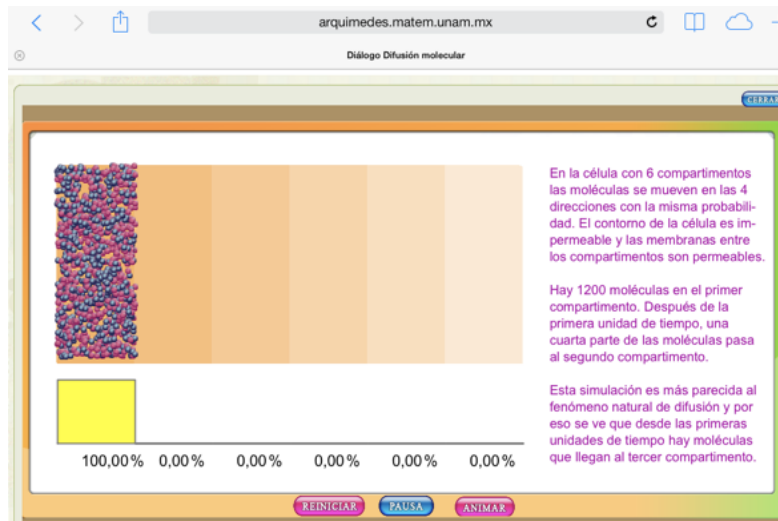 arquimedes.matem.unam.mx
Diálogo Difusión molecular
En la célula con 6 compartimentos
las moléculas se mueven en las 4
direcciones con la misma probabili-
dad. El contorno de la célula es im-
permeable y las membranas entre
los compartimentos son permeables.
Hay 1200 moléculas en el primer
compartimento. Después de la
primera unidad de tiempo, una
cuarta parte de las moléculas pasa
al segundo compartimento.
Esta simulación es más parecida al
fenómeno natural de difusión y por
eso se ve que desde las primeras
unidades de tiempo hay moléculas
que llegan al tercer compartimento.
100,00% 0,00% 0,00% 0,00% 0,00% 0,00%
REINICIAR PAUSA ANIMAR